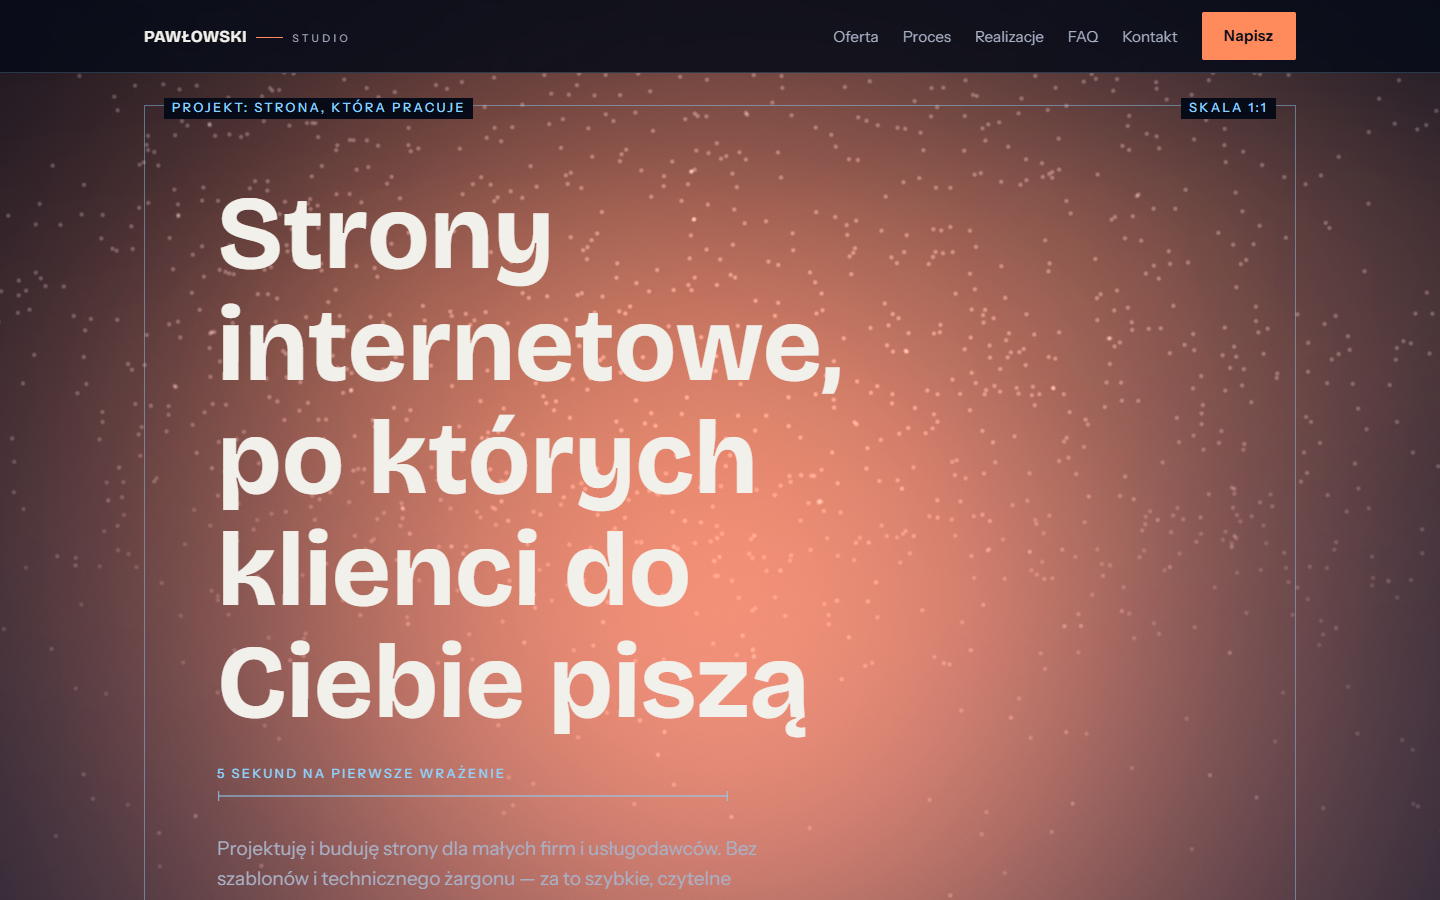 PAWŁOWSKI — STUDIO
Oferta Proces Realizacje FAQ Kontakt Napisz
PROJEKT: STRONA, KTÓRA PRACUJE
SKALA 1:1
Strony
internetowe,
po których
klienci do
Ciebie piszą
5 SEKUND NA PIERWSZE WRAŻENIE
Projektuję i buduję strony dla małych firm i usługodawców. Bez
szablonów i technicznego żargonu — za to szybkie, czytelne